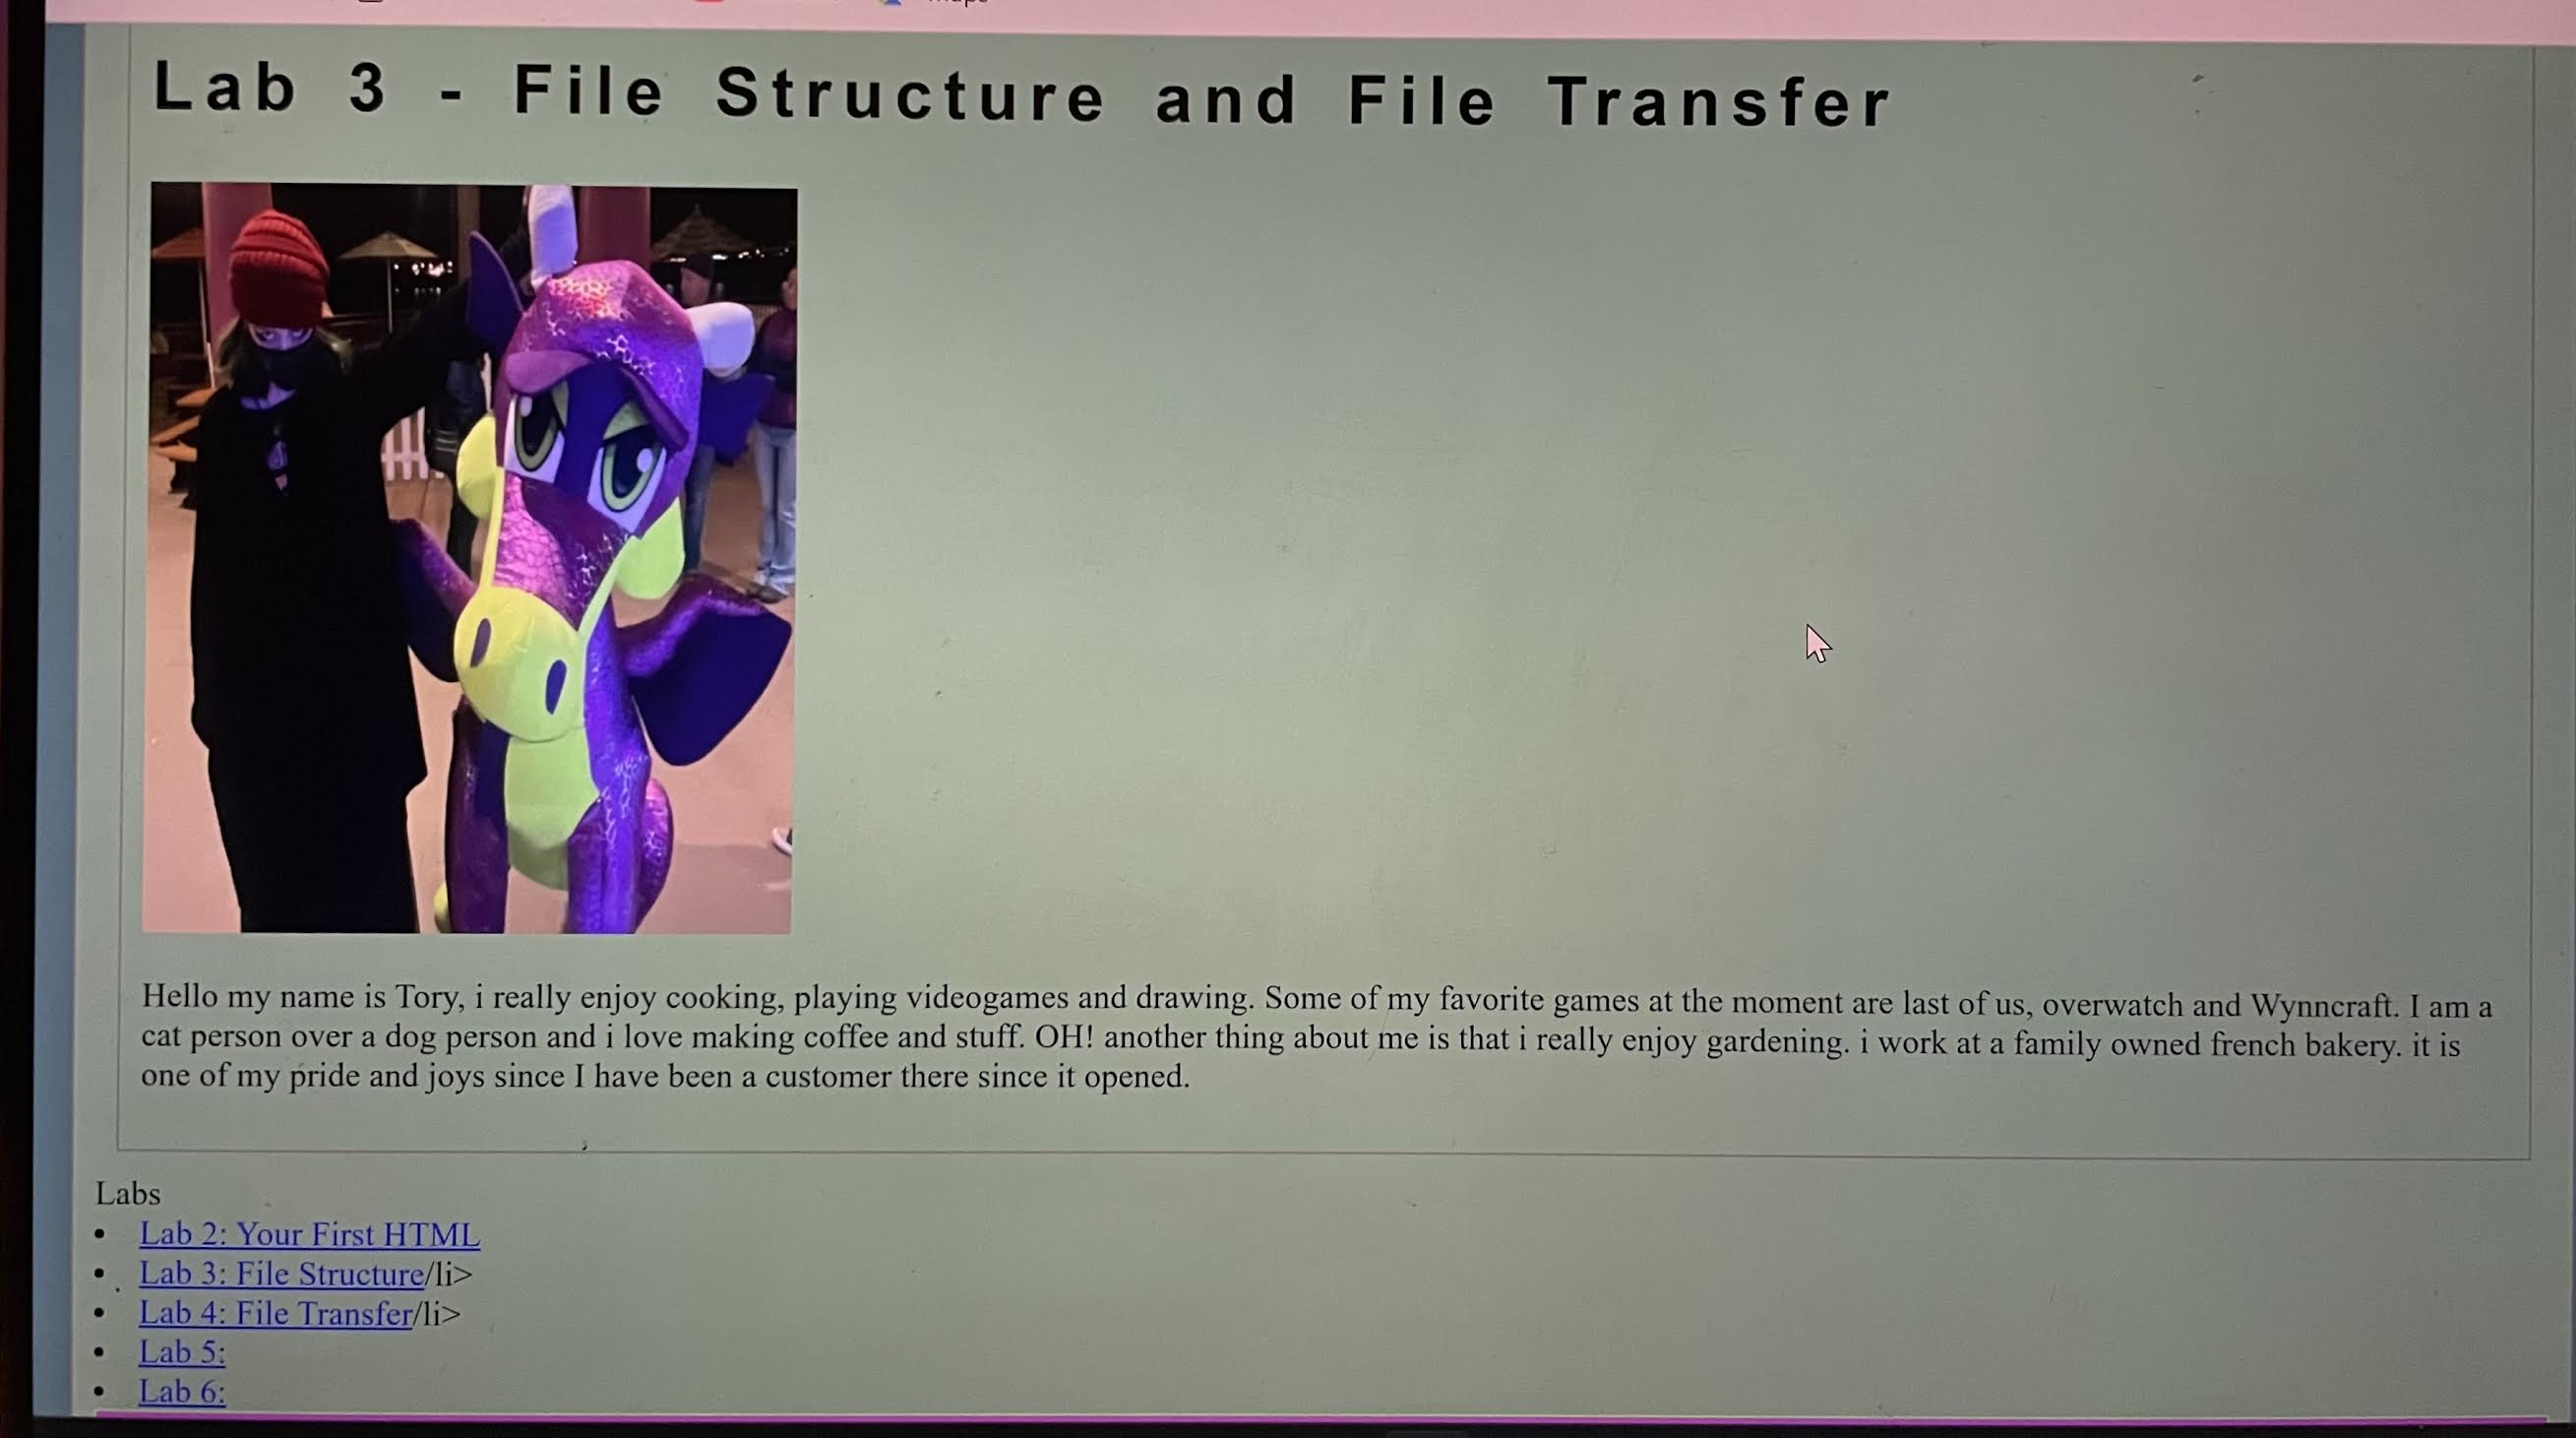 Lab 3 - File Structure and File Transfer
Hello my name is Tory, i really enjoy cooking, playing videogames and drawing. Some of my favorite games at the moment are last of us, overwatch and Wynncraft. I am a
cat person over a dog person and i love making coffee and stuff. OH! another thing about me is that i really enjoy gardening. i work at a family owned french bakery. it is
one of my pride and joys since I have been a customer there since it opened.
Labs
• Lab 2: Your First HTML
• Lab 3: File Structure/li>
• Lab 4: File Transfer/li>
• Lab 5:
• Lab 6: